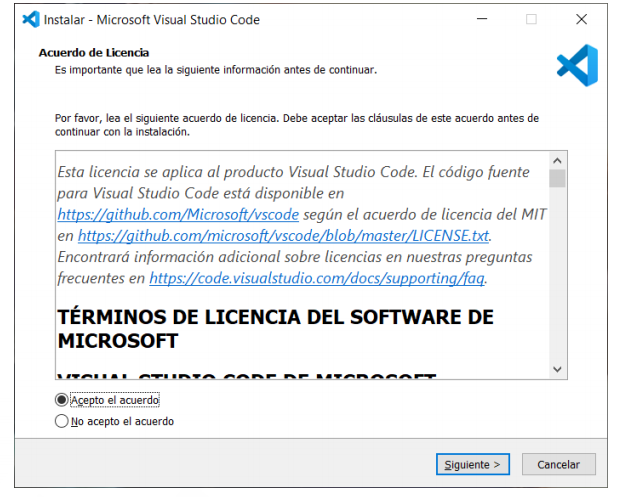 Instalar - Microsoft Visual Studio Code
Acuerdo de Licencia
Es importante que lea la siguiente información antes de continuar.
Por favor, lea el siguiente acuerdo de licencia. Debe aceptar las cláusulas de este acuerdo antes de
continuar con la instalación.
Esta licencia se aplica al producto Visual Studio Code. El código fuente
para Visual Studio Code está disponible en
https://github.com/Microsoft/vscode según el acuerdo de licencia del MIT
en https://github.com/microsoft/vscode/blob/master/LICENSE.txt.
Encontrará información adicional sobre licencias en nuestras preguntas
frecuentes en https://code.visualstudio.com/docs/supporting/faq.
TÉRMINOS DE LICENCIA DEL SOFTWARE DE
MICROSOFT
VISUAL STUDIO CODE DE MICROSOFT
Acepto el acuerdo
No acepto el acuerdo
Siguiente >
Cancelar